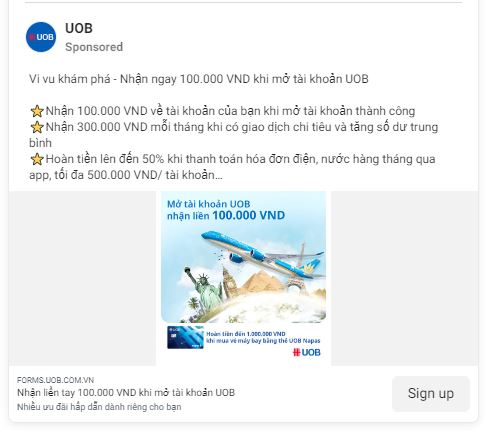 UOB
UOB
Sponsored
Vi vu khám phá - Nhận ngay 100.000 VND khi mở tài khoản UOB
⭐Nhận 100.000 VND về tài khoản của bạn khi mở tài khoản thành công
⭐Nhận 300.000 VND mỗi tháng khi có giao dịch chi tiêu và tăng số dư trung
bình
⭐Hoàn tiền lên đến 50% khi thanh toán hóa đơn điện, nước hàng tháng qua
app, tối đa 500.000 VND/ tài khoản...
Mở tài khoản UOB
nhận liền 100.000 VND
Hoàn tiền đến 1.000.000 VND
khi mua vé máy bay bằng thẻ UOB Napas
UOB
FORMS.UOB.COM.VN
Nhận liền tay 100.000 VND khi mở tài khoản UOB
Nhiều ưu đãi hấp dẫn dành riêng cho bạn
Sign up